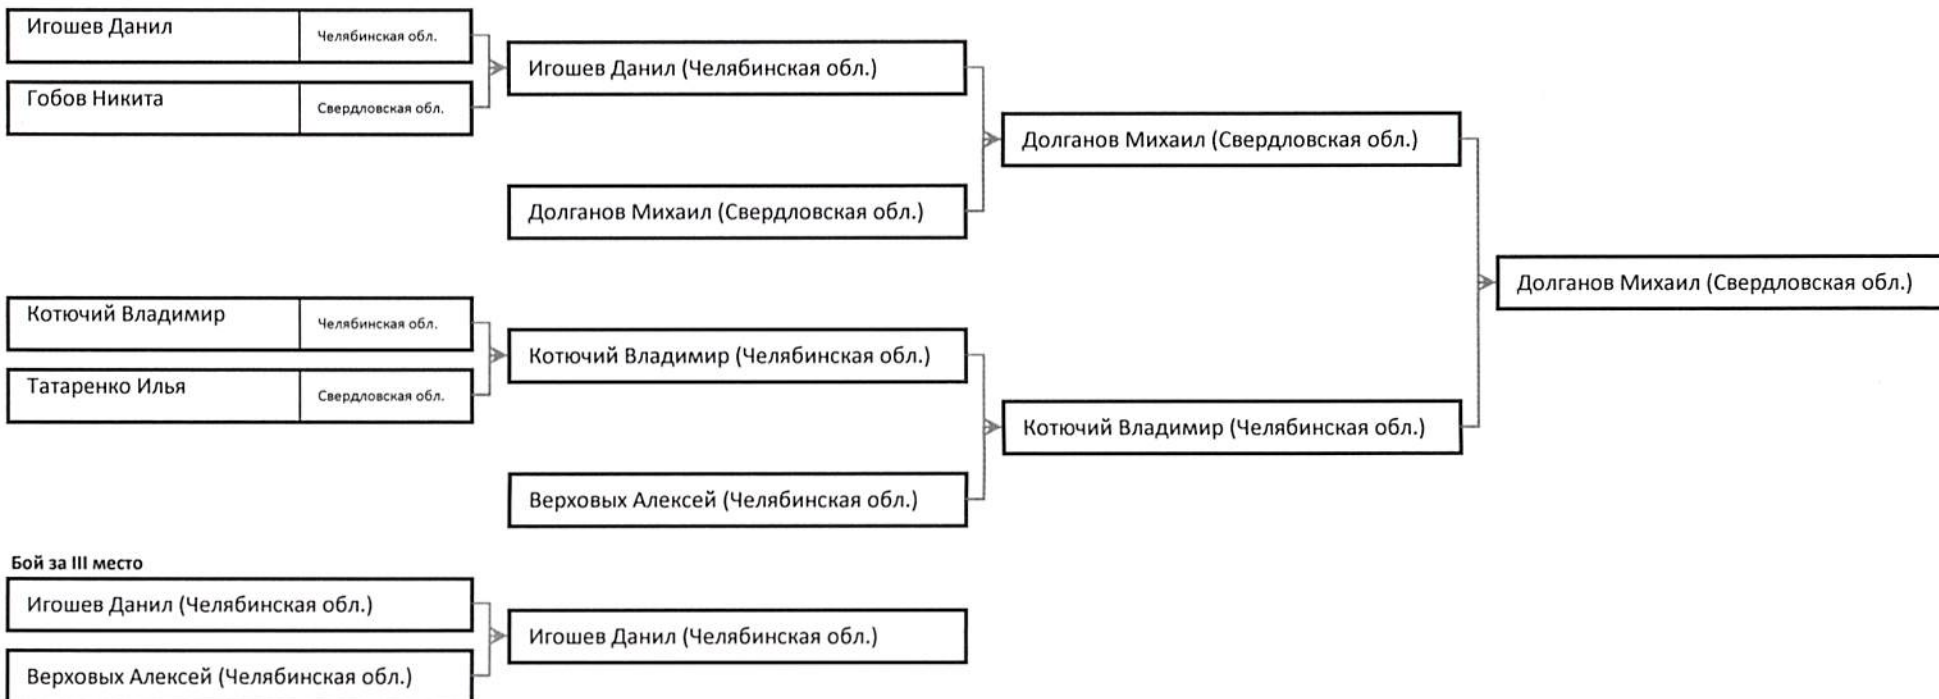 Игошев Данил
Челябинская обл.
Гобов Никита
Свердловская обл.
Игошев Данил (Челябинская обл.)
Долганов Михаил (Свердловская обл.)
Долганов Михаил (Свердловская обл.)
Долганов Михаил (Свердловская обл.)
Котючий Владимир
Челябинская обл.
Татаренко Илья
Свердловская обл.
Котючий Владимир (Челябинская обл.)
Котючий Владимир (Челябинская обл.)
Верховых Алексей (Челябинская обл.)
Бой за III место
Игошев Данил (Челябинская обл.)
Игошев Данил (Челябинская обл.)
Верховых Алексей (Челябинская обл.)